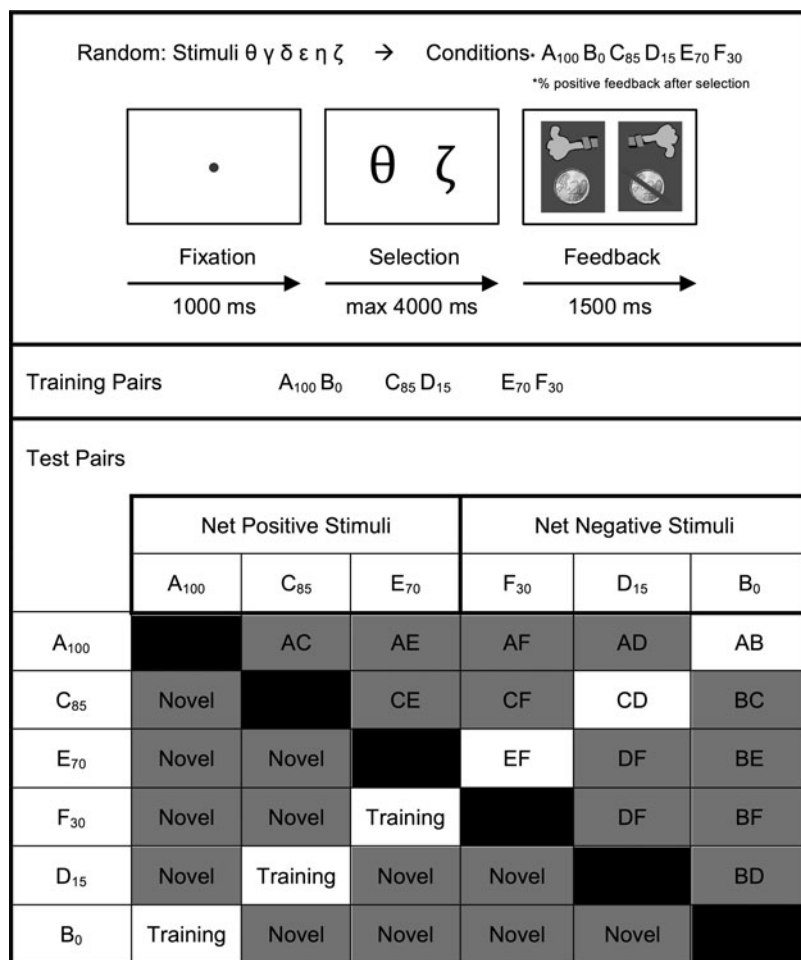 Random: Stimuli θ γ δ ε η ζ → Conditions* A₁₀₀ B₀ C₈₅ D₁₅ E₇₀ F₃₀
*% positive feedback after selection
θ ζ
Fixation Selection Feedback
1000 ms max 4000 ms 1500 ms
Training Pairs A₁₀₀ B₀ C₈₅ D₁₅ E₇₀ F₃₀
Test Pairs
Net Positive Stimuli Net Negative Stimuli
A₁₀₀ C₈₅ E₇₀ F₃₀ D₁₅ B₀
A₁₀₀ AC AE AF AD AB
C₈₅ Novel CE CF CD BC
E₇₀ Novel Novel EF DF BE
F₃₀ Novel Novel Training DF BF
D₁₅ Novel Training Novel Novel BD
B₀ Training Novel Novel Novel Novel